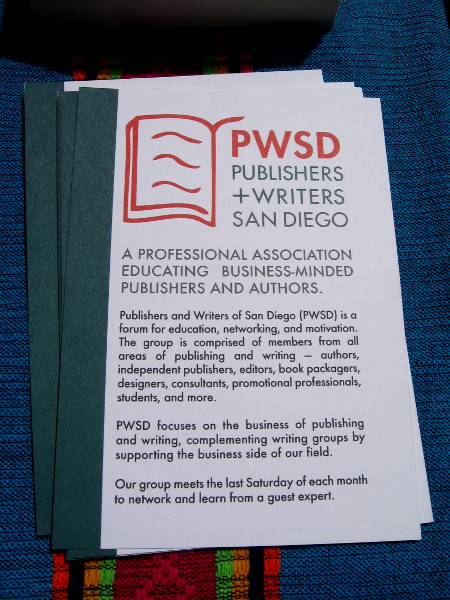 PWSD
PUBLISHERS
+WRITERS
SAN DIEGO
A PROFESSIONAL ASSOCIATION
EDUCATING BUSINESS-MINDED
PUBLISHERS AND AUTHORS.
Publishers and Writers of San Diego (PWSD) is a
forum for education, networking, and motivation.
The group is comprised of members from all
areas of publishing and writing — authors,
independent publishers, editors, book packagers,
designers, consultants, promotional professionals,
students, and more.
PWSD focuses on the business of publishing
and writing, complementing writing groups by
supporting the business side of our field.
Our group meets the last Saturday of each month
to network and learn from a guest expert.